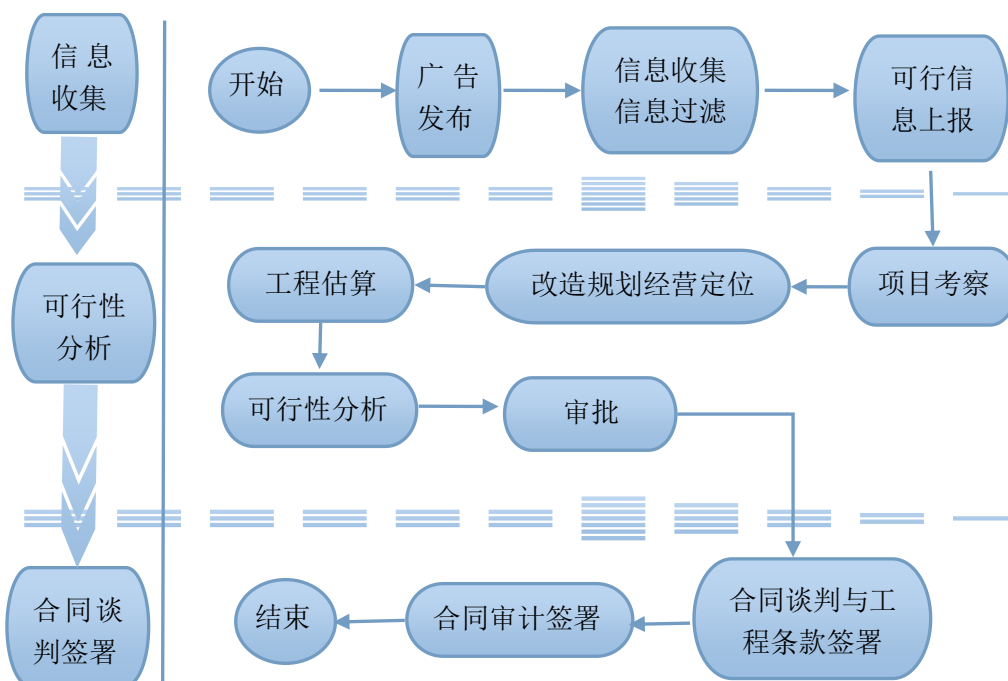 信息
收集
开始
广告
发布
信息收集
信息过滤
可行信
息上报
可行性
分析
工程估算
改造规划经营定位
项目考察
可行性分析
审批
合同谈
判签署
结束
合同审计签署
合同谈判与工
程条款签署